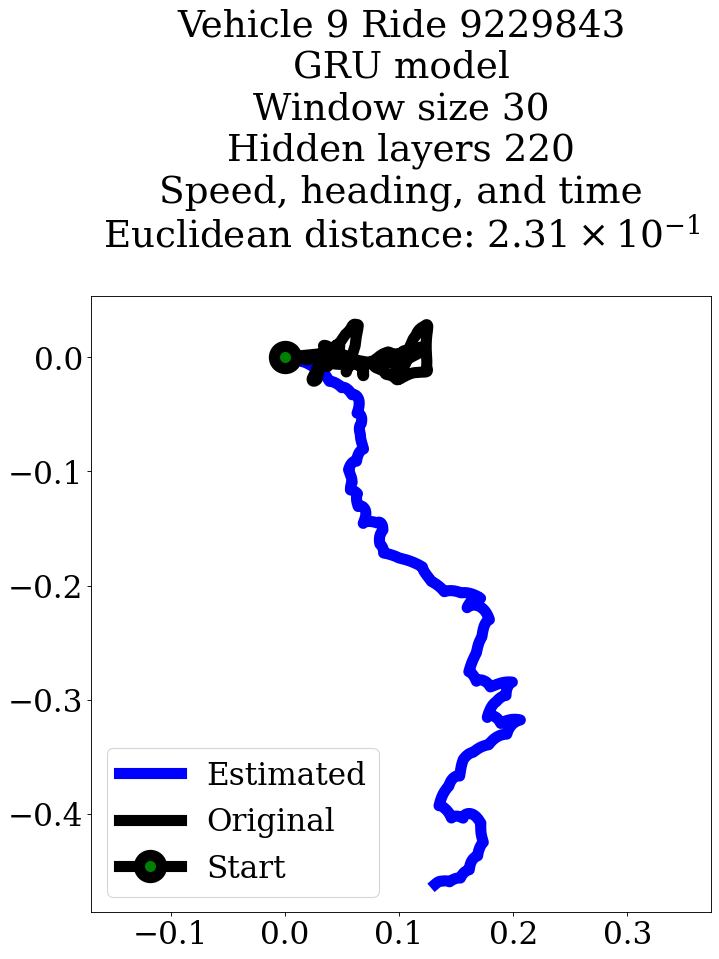 Vehicle 9 Ride 9229843
GRU model
Window size 30
Hidden layers 220
Speed, heading, and time
Euclidean distance: 2.31 × 10⁻¹
0.0
−0.1
−0.2
−0.3
−0.4
Estimated
Original
Start
−0.1 0.0 0.1 0.2 0.3